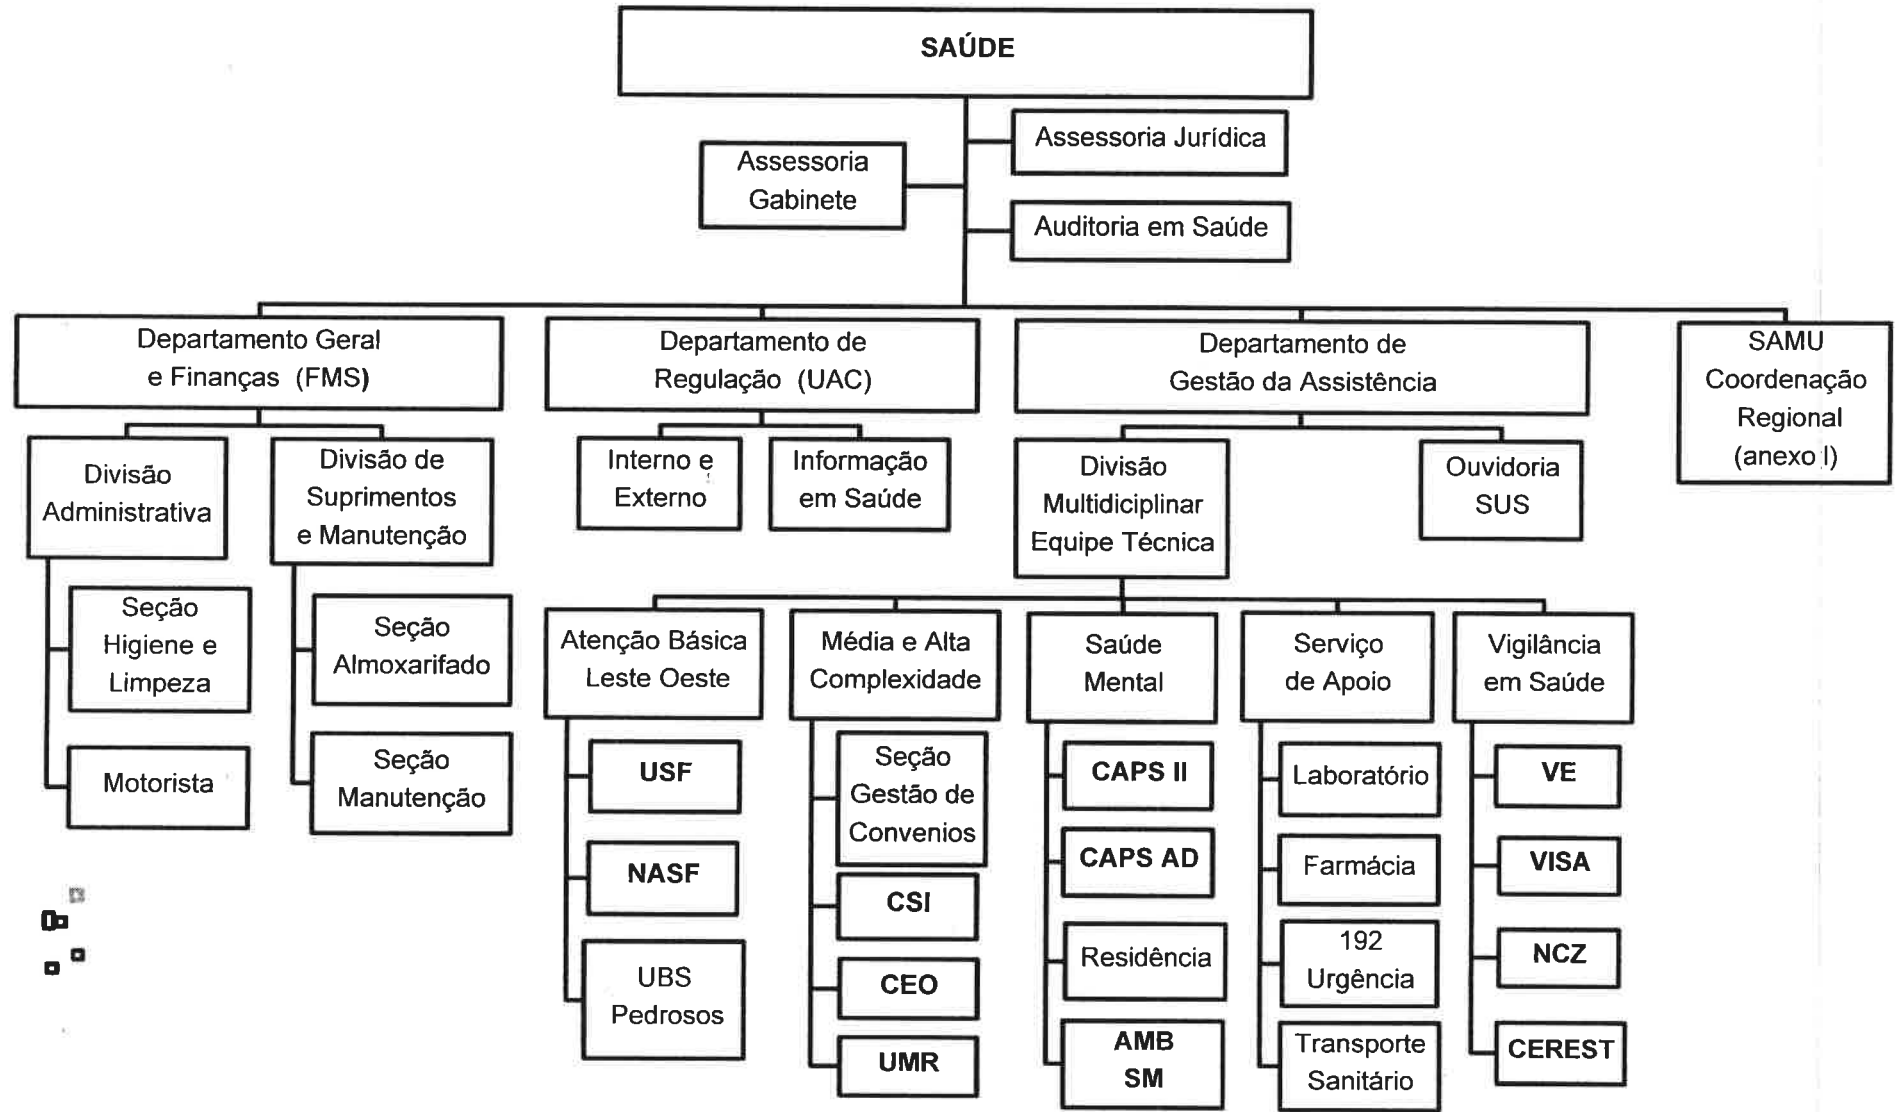 SAÚDE
Assessoria Jurídica
Assessoria
Gabinete
Auditoria em Saúde
Departamento Geral
e Finanças (FMS)
Departamento de
Regulação (UAC)
Departamento de
Gestão da Assistência
SAMU
Coordenação
Regional
(anexo I)
Divisão
Administrativa
Divisão de
Suprimentos
e Manutenção
Interno e
Externo
Informação
em Saúde
Divisão
Multidiciplinar
Equipe Técnica
Ouvidoria
SUS
Seção
Higiene e
Limpeza
Motorista
Seção
Almoxarifado
Seção
Manutenção
Atenção Básica
Leste Oeste
USF
NASF
UBS
Pedrosos
Média e Alta
Complexidade
Seção
Gestão de
Convenios
CSI
CEO
UMR
Saúde
Mental
CAPS II
CAPS AD
Residência
AMB
SM
Serviço
de Apoio
Laboratório
Farmácia
192
Urgência
Transporte
Sanitário
Vigilância
em Saúde
VE
VISA
NCZ
CEREST